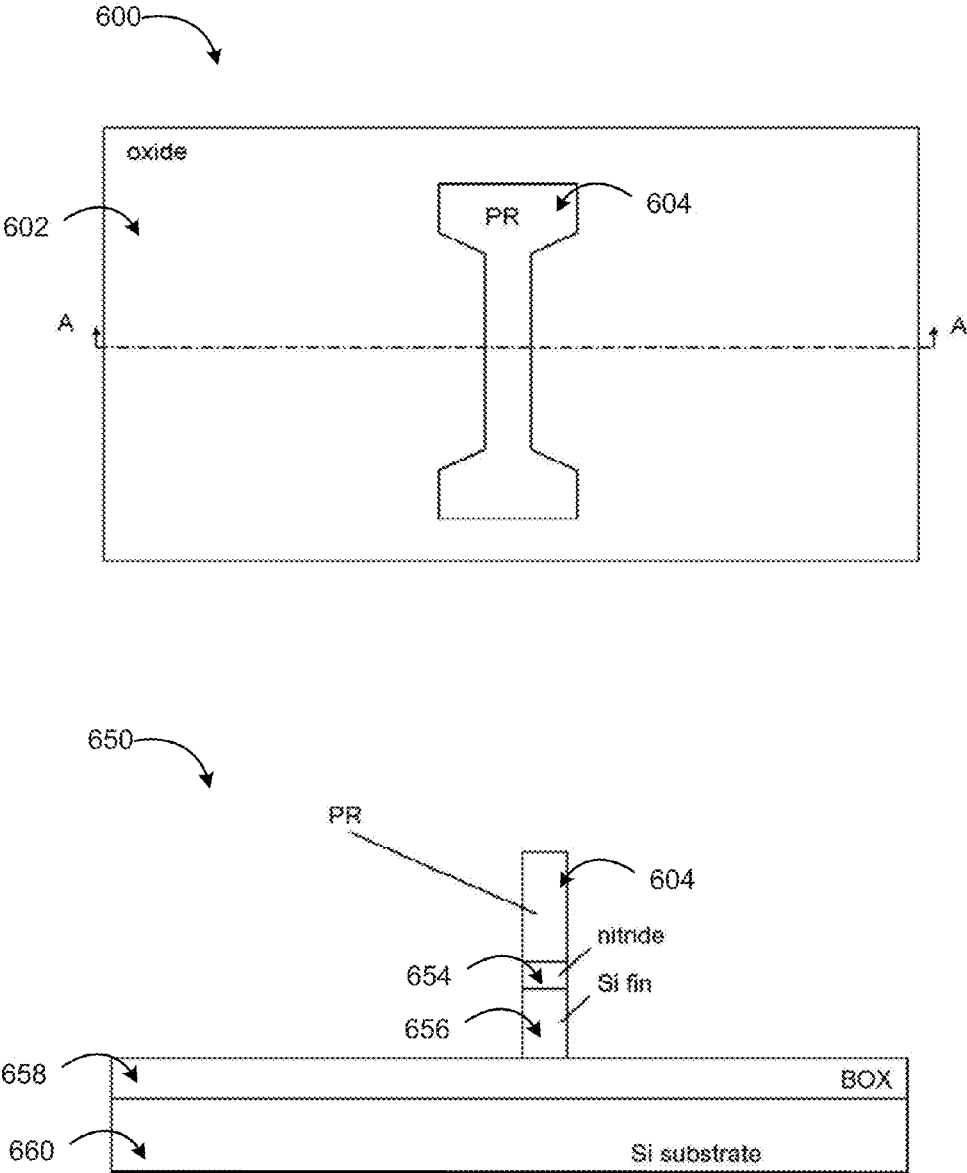 600
oxide
602
PR
604
A
A
650
PR
604
nitride
654
Si fin
656
658
BOX
660
Si substrate